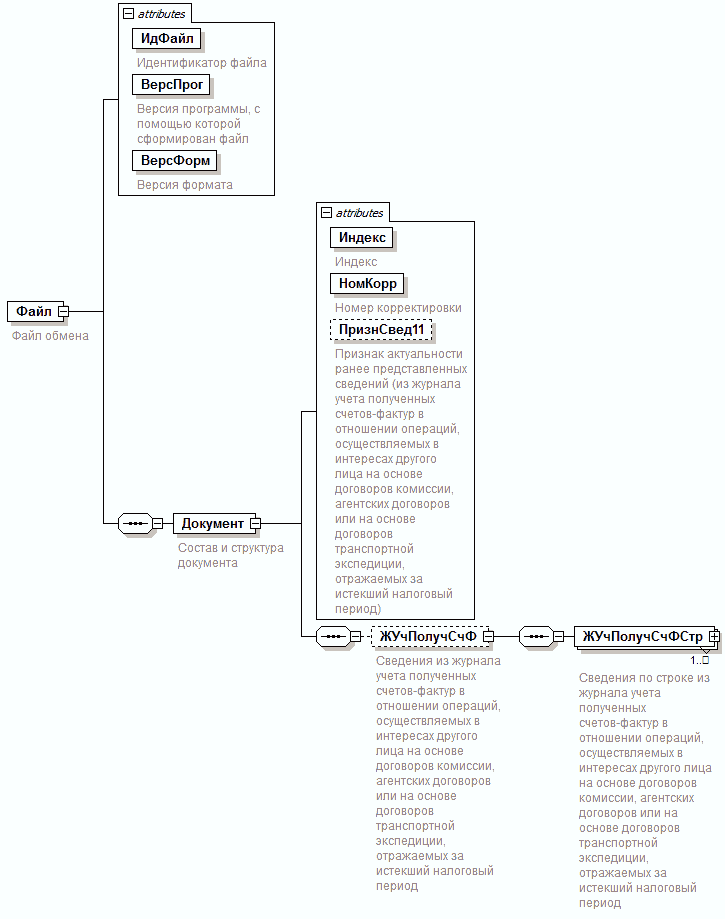 attributes
ИдФайл
Идентификатор файла
ВерсПрог
Версия программы, с
помощью которой
сформирован файл
ВерсФорм
Версия формата
Файл
Файл обмена
Документ
Состав и структура
документа
attributes
Индекс
Индекс
НомКорр
Номер корректировки
ПризнСвед11
Признак актуальности
ранее представленных
сведений (из журнала
учета полученных
счетов-фактур в
отношении операций,
осуществляемых в
интересах другого
лица на основе
договоров комиссии,
агентских договоров
или на основе
договоров
транспортной
экспедиции,
отражаемых за
истекший налоговый
период)
ЖУчПолучСчФ
Сведения из журнала
учета полученных
счетов-фактур в
отношении операций,
осуществляемых в
интересах другого
лица на основе
договоров комиссии,
агентских договоров
или на основе
договоров
транспортной
экспедиции,
отражаемых за
истекший налоговый
период
ЖУчПолучСчФСтр
1..□
Сведения по строке из
журнала учета
полученных
счетов-фактур в
отношении операций,
осуществляемых в
интересах другого лица
на основе договоров
комиссии, агентских
договоров или на
основе договоров
транспортной
экспедиции,
отражаемых за
истекший налоговый
период